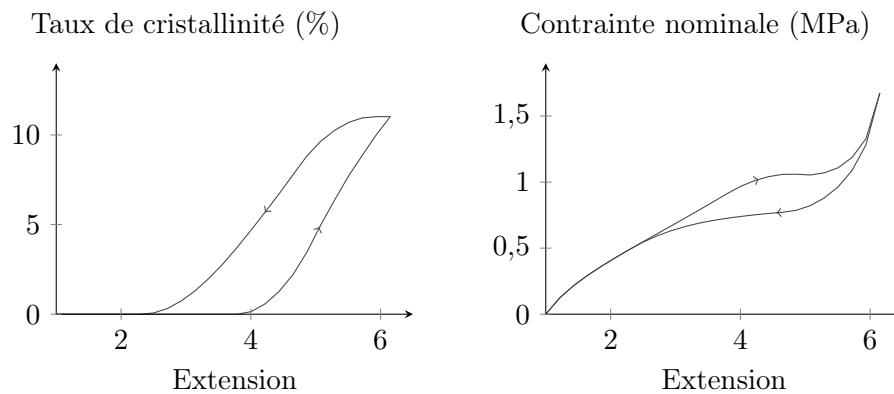 Taux de cristallinité (%)
10
5
0
2 4 6
Extension
Contrainte nominale (MPa)
1,5
1
0,5
0
2 4 6
Extension